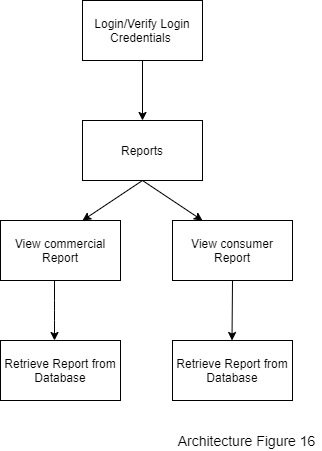 Login/Verify Login
Credentials
Reports
View commercial
Report
View consumer
Report
Retrieve Report from
Database
Retrieve Report from
Database
Architecture Figure 16